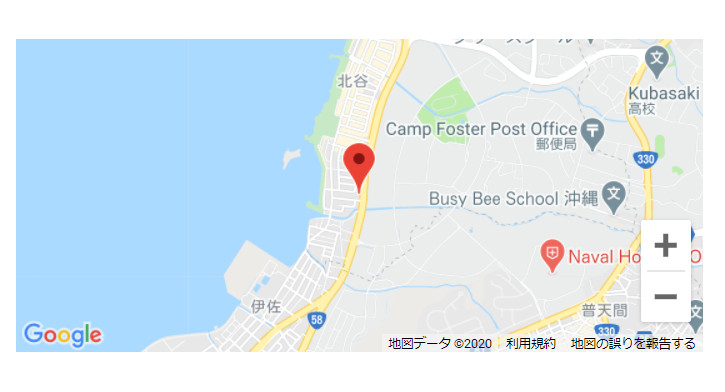 北谷
Kubasaki
高校
Camp Foster Post Office
郵便局
330
Busy Bee School 沖縄
Naval Ho
O
伊佐
58
普天間
330
Google
地図データ ©2020
利用規約
地図の誤りを報告する